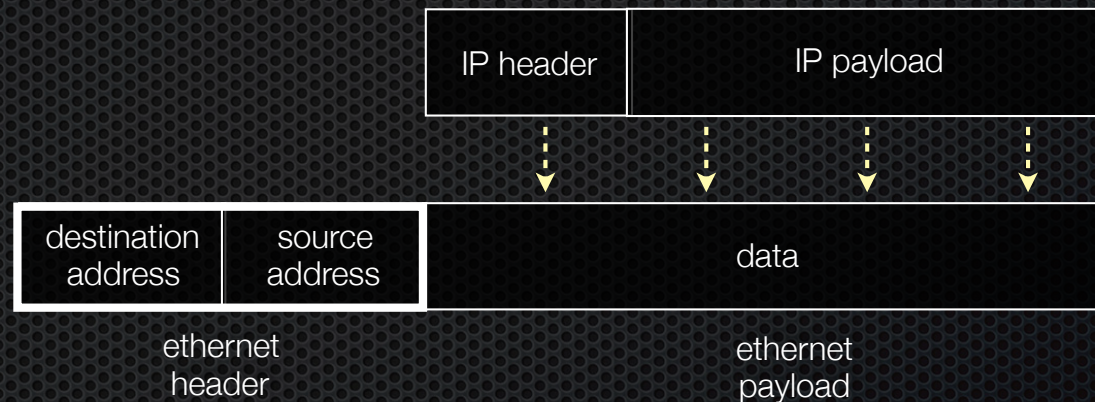 IP header
IP payload
destination
address
source
address
data
ethernet
header
ethernet
payload